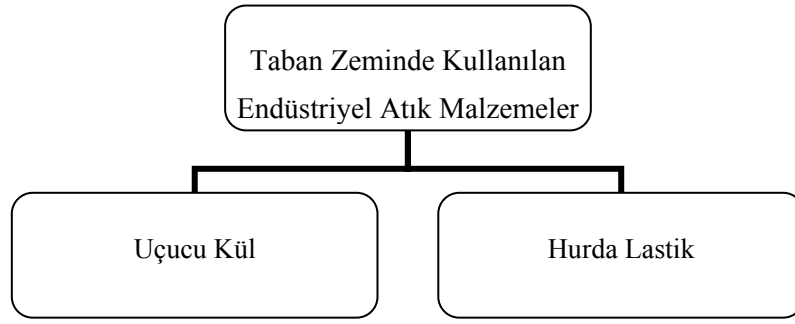 Taban Zeminde Kullanılan
Endüstriyel Atık Malzemeler
Uçucu Kül
Hurda Lastik